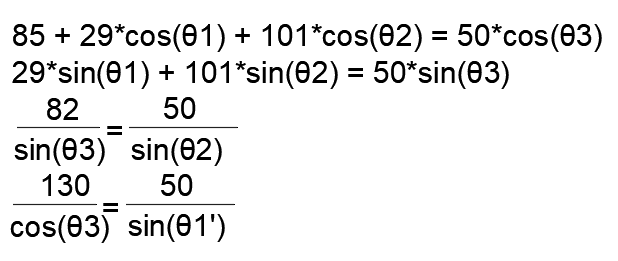 85 + 29*cos(θ1) + 101*cos(θ2) = 50*cos(θ3)
29*sin(θ1) + 101*sin(θ2) = 50*sin(θ3)
82/sin(θ3) = 50/sin(θ2)
130/cos(θ3) = 50/sin(θ1')